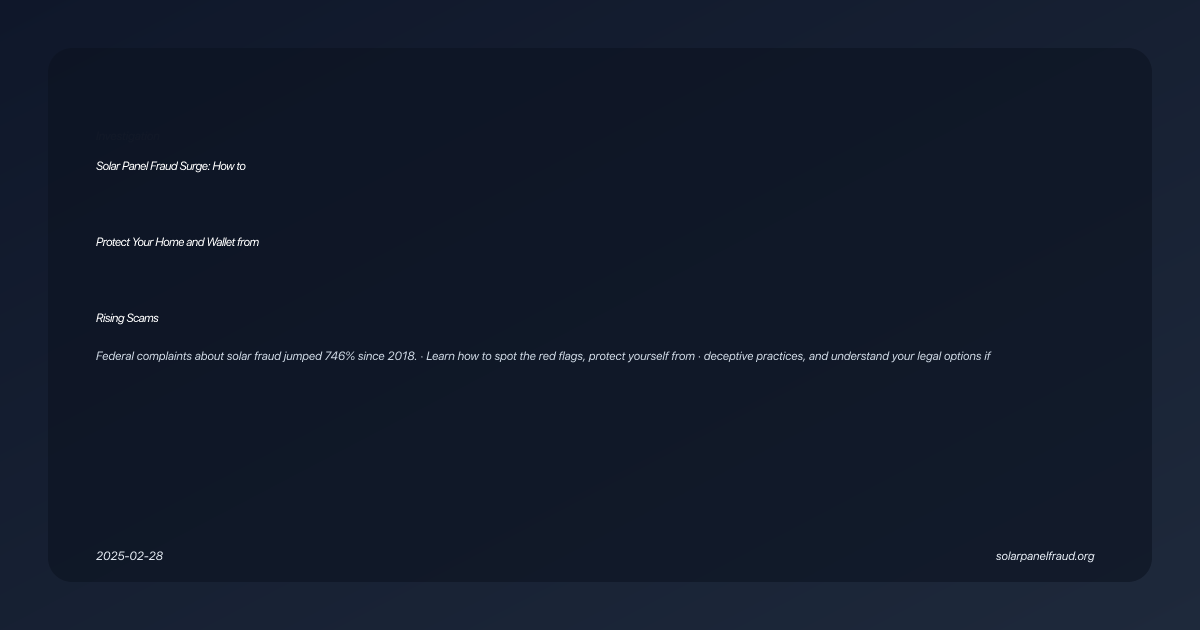 Solar Panel Fraud Surge: How to
Protect Your Home and Wallet from
Rising Scams
Federal complaints about solar fraud jumped 746% since 2018. · Learn how to spot the red flags, protect yourself from · deceptive practices, and understand your legal options if
2025-02-28
solarpanelfraud.org